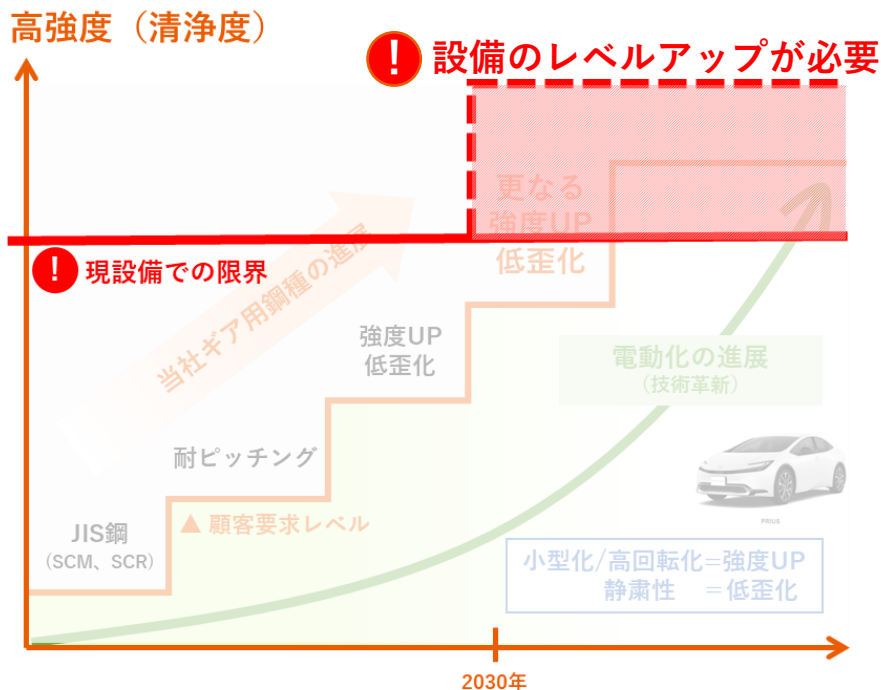 高強度（清浄度）
! 設備のレベルアップが必要
更なる
強度UP
低歪化
! 現設備での限界
当社ギア用鋼種の進展
強度UP
低歪化
電動化の進展
（技術革新）
耐ピッチング
▲ 顧客要求レベル
JIS鋼
（SCM、SCR）
PRIUS
小型化/高回転化＝強度UP
静粛性　＝低歪化
2030年